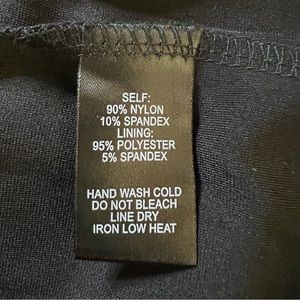 SELF:
90% NYLON
10% SPANDEX
LINING:
95% POLYESTER
5% SPANDEX
HAND WASH COLD
DO NOT BLEACH
LINE DRY
IRON LOW HEAT